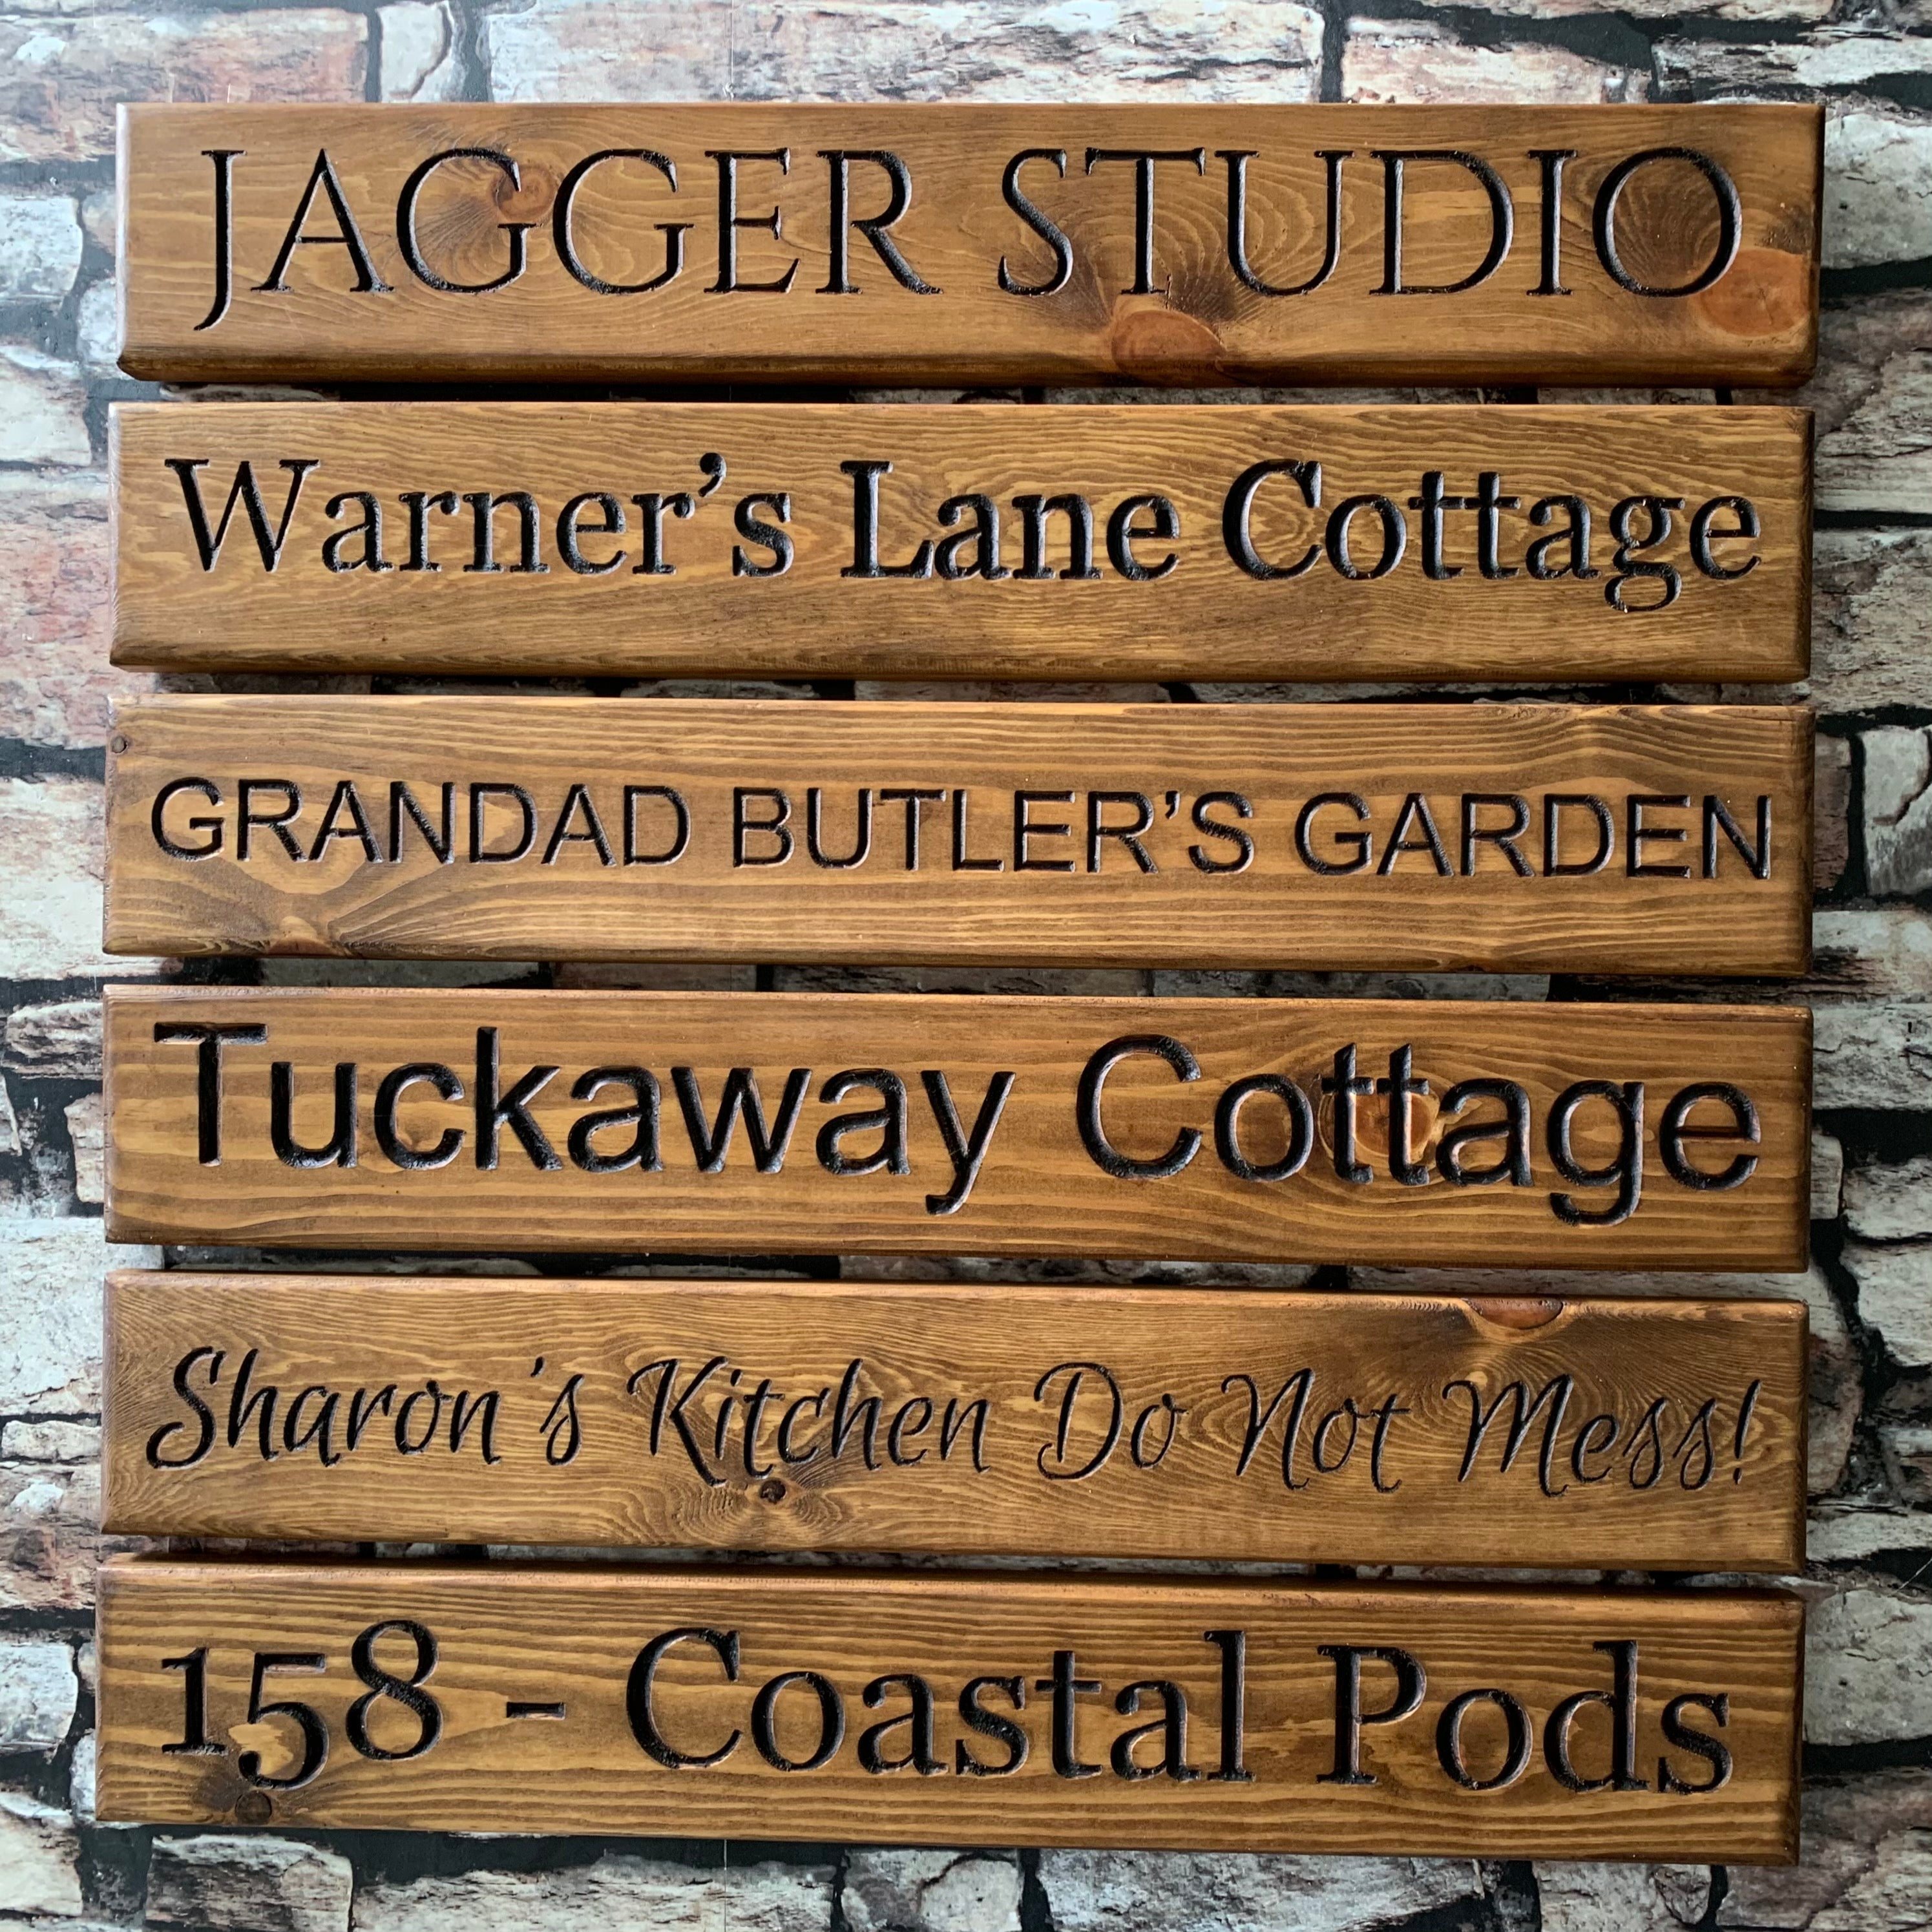 JAGGER STUDIO
Warner’s Lane Cottage
GRANDAD BUTLER’S GARDEN
Tuckaway Cottage
Sharon's Kitchen Do Not Mess!
158 - Coastal Pods